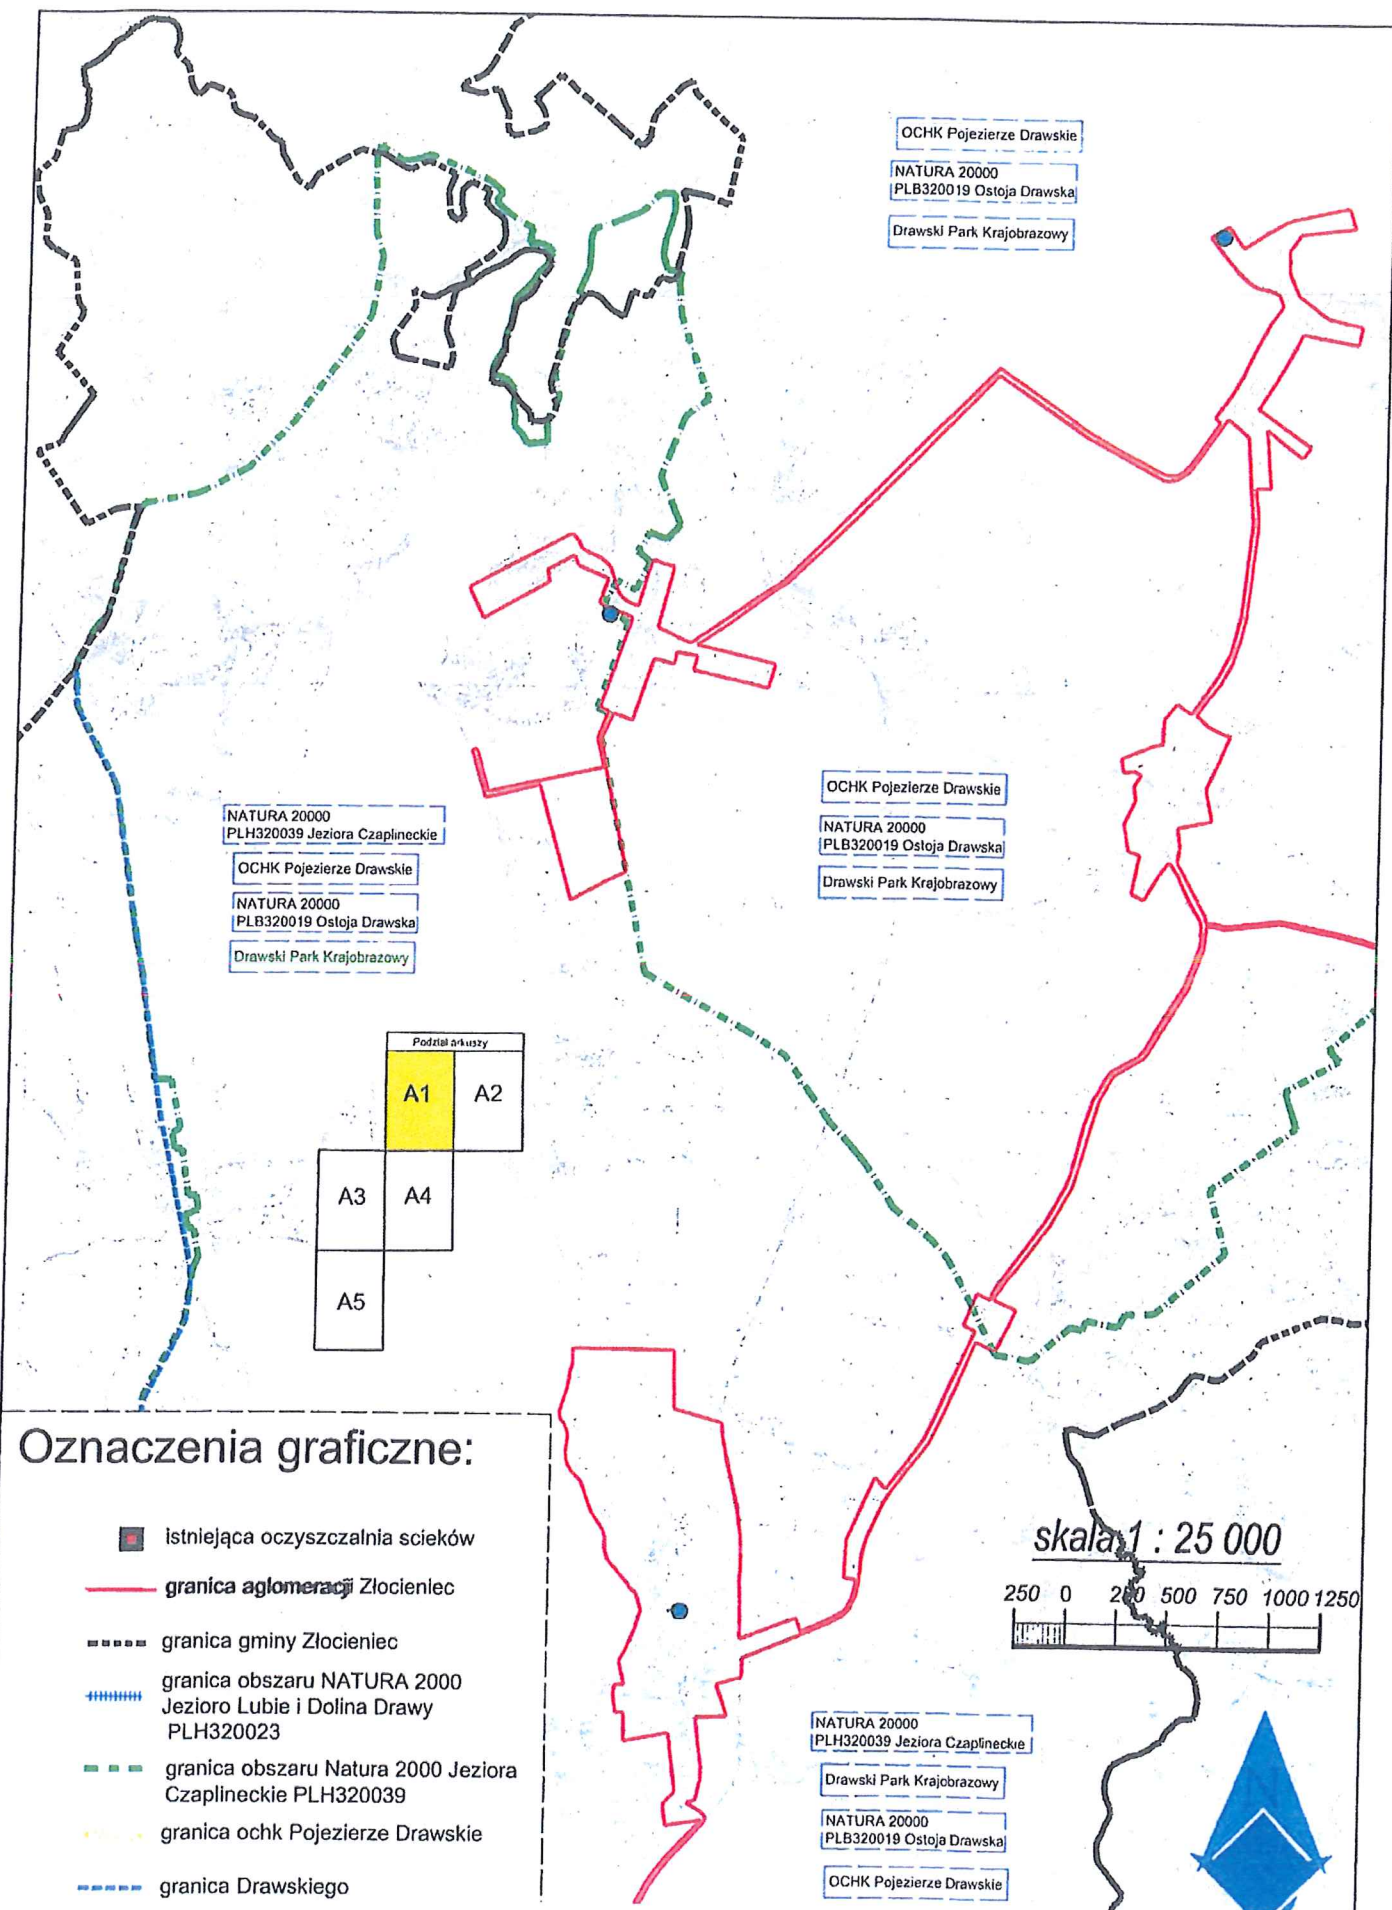 OCHK Pojezierze Drawskie
NATURA 20000
PLB320019 Ostoja Drawska
Drawski Park Krajobrazowy
OCHK Pojezierze Drawskie
NATURA 20000
PLB320019 Ostoja Drawska
Drawski Park Krajobrazowy
NATURA 20000
PLH320039 Jeziora Czaplineckie
OCHK Pojezierze Drawskie
NATURA 20000
PLB320019 Ostoja Drawska
Drawski Park Krajobrazowy
Podział arkuszy
A1 A2
A3 A4
A5
Oznaczenia graficzne:
istniejąca oczyszczalnia scieków
granica aglomeracji Złocieniec
granica gminy Złocieniec
granica obszaru NATURA 2000
Jezioro Lubie i Dolina Drawy
PLH320023
granica obszaru Natura 2000 Jeziora
Czaplineckie PLH320039
granica ochk Pojezierze Drawskie
granica Drawskiego
skala 1 : 25 000
250 0 250 500 750 1000 1250
NATURA 20000
PLH320039 Jeziora Czaplineckie
Drawski Park Krajobrazowy
NATURA 20000
PLB320019 Ostoja Drawska
OCHK Pojezierze Drawskie